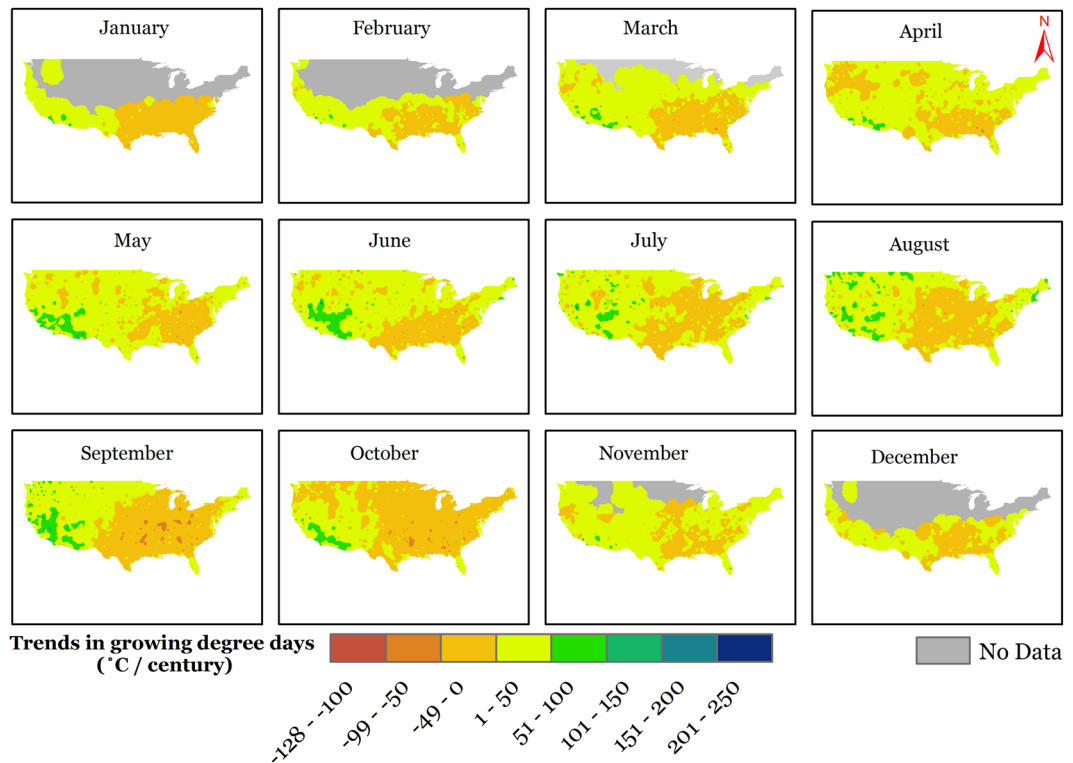 January
February
March
April
N
May
June
July
August
September
October
November
December
Trends in growing degree days
(˚C / century)
-128 - -100
-99 - -50
-49 - 0
1 - 50
51 - 100
101 - 150
151 - 200
201 - 250
No Data